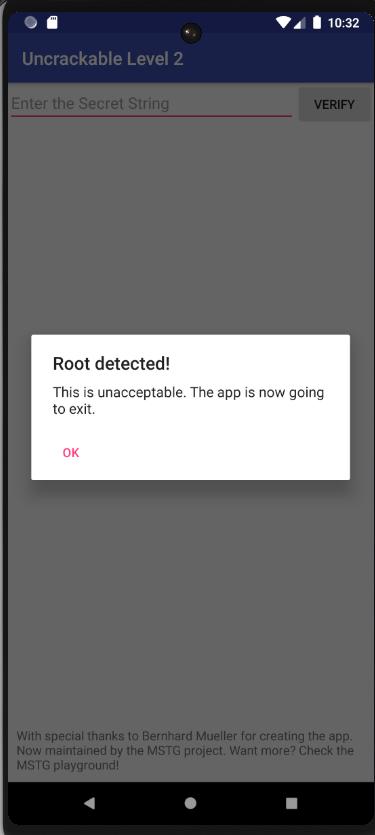 10:32
Uncrackable Level 2
Enter the Secret String
VERIFY
Root detected!
This is unacceptable. The app is now going
to exit.
OK
With special thanks to Bernhard Mueller for creating the app.
Now maintained by the MSTG project. Want more? Check the
MSTG playground!